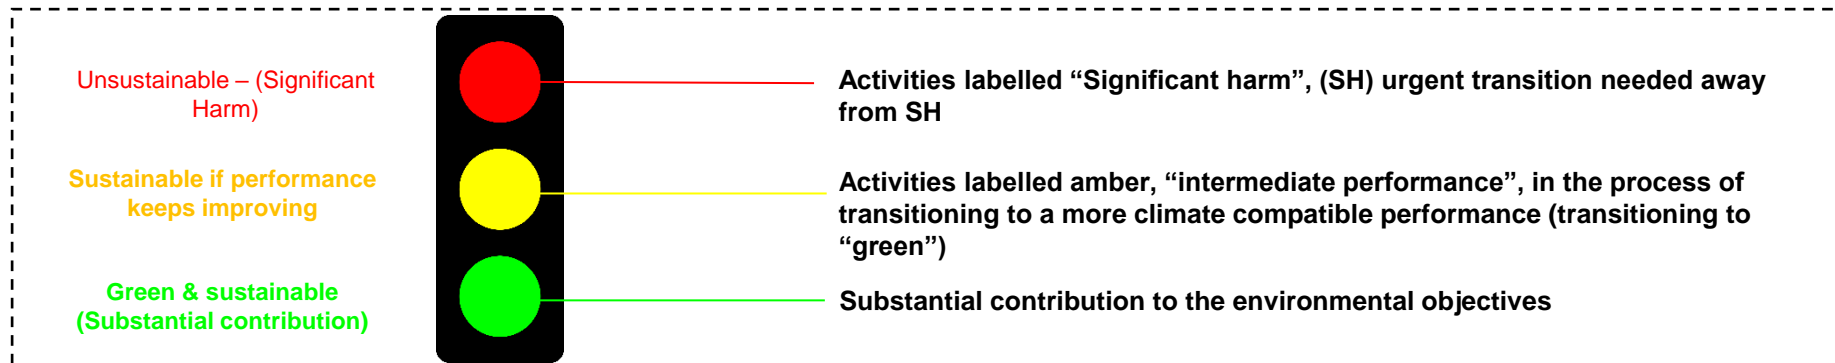 Unsustainable – (Significant
Harm)
Activities labelled “Significant harm”, (SH) urgent transition needed away
from SH
Sustainable if performance
keeps improving
Activities labelled amber, “intermediate performance”, in the process of
transitioning to a more climate compatible performance (transitioning to
“green”)
Green & sustainable
(Substantial contribution)
Substantial contribution to the environmental objectives